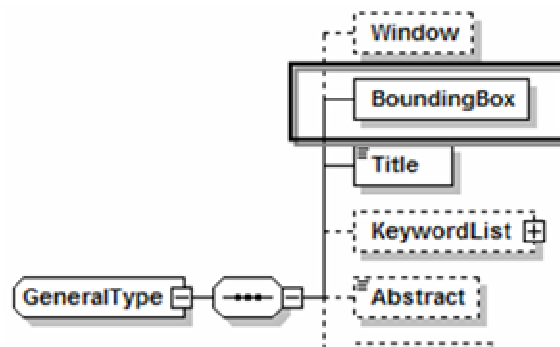 Window
BoundingBox
Title
KeywordList
GeneralType
Abstract